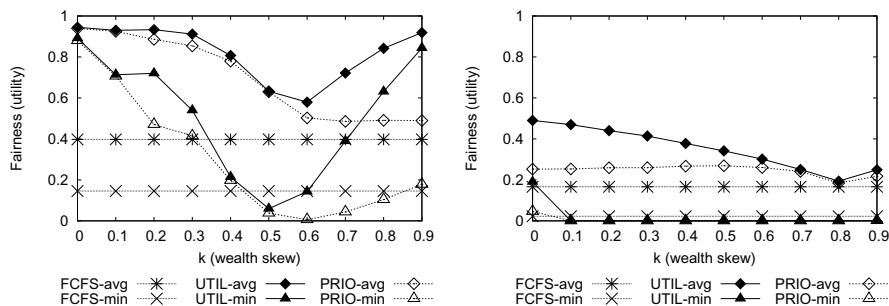 Fairness (utility)
1
0.8
0.6
0.4
0.2
0
0 0.1 0.2 0.3 0.4 0.5 0.6 0.7 0.8 0.9
k (wealth skew)
FCFS-avg UTIL-avg PRIO-avg
FCFS-min UTIL-min PRIO-min
Fairness (utility)
1
0.8
0.6
0.4
0.2
0
0 0.1 0.2 0.3 0.4 0.5 0.6 0.7 0.8 0.9
k (wealth skew)
FCFS-avg UTIL-avg PRIO-avg
FCFS-min UTIL-min PRIO-min